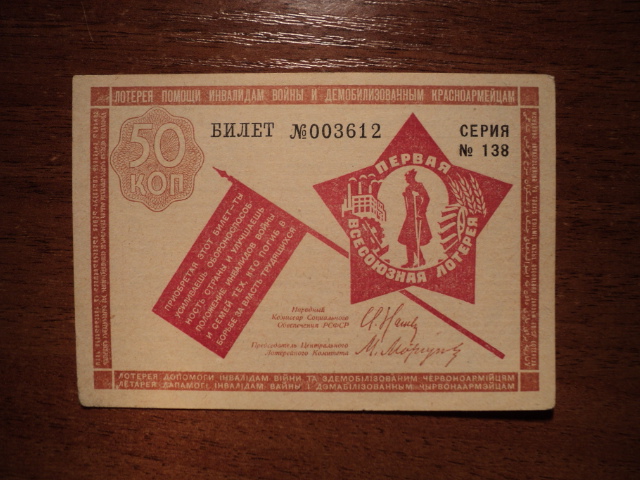 ЛОТЕРЕЯ ПОМОЩИ ИНВАЛИДАМ ВОЙНЫ И ДЕМОБИЛИЗОВАННЫМ КРАСНОАРМЕЙЦАМ
50
КОП
БИЛЕТ №003612
СЕРИЯ
№ 138
ПЕРВАЯ
ВСЕСОЮЗНАЯ ЛОТЕРЕЯ
ПРИОБРЕТАЯ ЭТОТ БИЛЕТ-ТЫ
УСИЛИВАЕШЬ ОБОРОНОСПОСОБ-
НОСТЬ СТРАНЫ И УЛУЧШАЕШЬ
ПОЛОЖЕНИЕ ИНВАЛИДОВ ВОЙНЫ
И СЕМЕЙ ТЕХ, КТО ПОГИБ В
БОРЬБЕ ЗА ВЛАСТЬ ТРУДЯЩИХСЯ
Народный
Комиссар Социального
Обеспечения РСФСР
Председатель Центрального
Лотерейного Комитета
ЛОТЕРЕЯ ДОПОМОГИ ІНВАЛІДАМ ВІЙНИ ТА ЗДЕМОБІЛІЗОВАНИМ ЧЕРВОНОАРМІЙЦЯМ
ЛЕТАРЕЯ ДАПАМОГІ ІНВАЛІДАМ ВАЙНЫ І ДЭМАБІЛІЗАВАНЫМ ЧЫРВОНААРМЕЙЦАМ